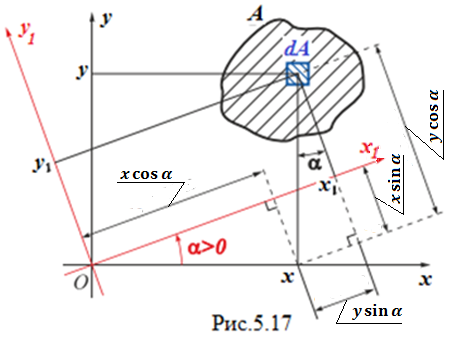 y₁
y
A
dA
y
y cos α
α
x₁
x cos α
y₁
x₁
x sin α
α>0
O
x
x
y sin α
Рис.5.17